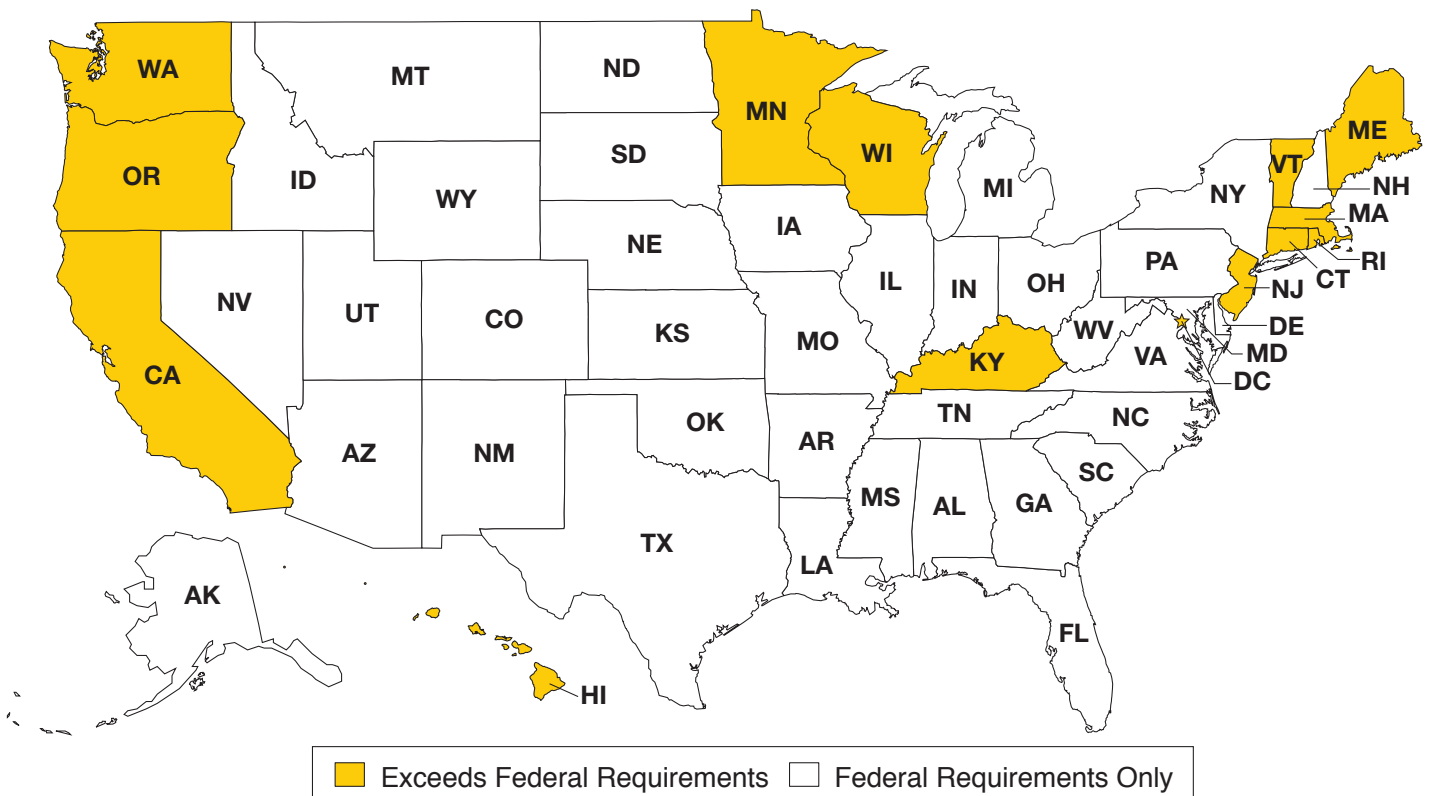 WA
MT
ND
MN
OR
ID
WY
SD
WI
MI
NY
VT
ME
NH
MA
RI
CT
NJ
PA
IA
NE
NV
UT
CO
KS
MO
IL
IN
OH
WV
VA
DE
MD
DC
CA
KY
AZ
NM
OK
AR
TN
NC
SC
MS
AL
GA
TX
LA
FL
AK
HI
Exceeds Federal Requirements
Federal Requirements Only